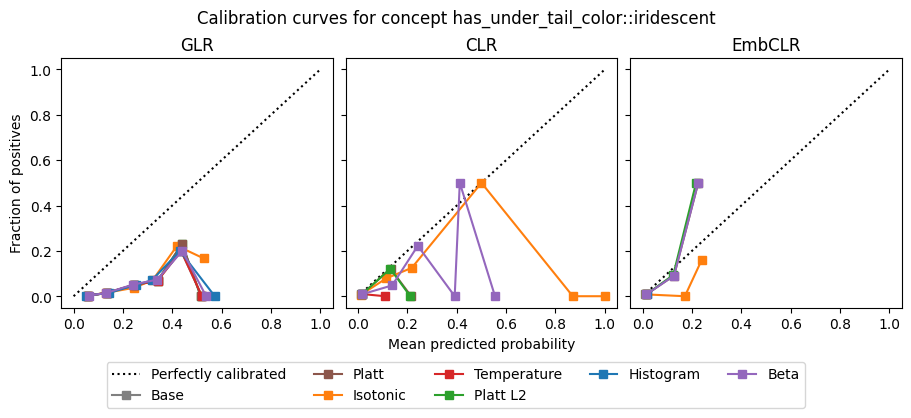 Calibration curves for concept has_under_tail_color::iridescent
GLR
CLR
EmbCLR
Fraction of positives
1.0
0.8
0.6
0.4
0.2
0.0
0.0 0.2 0.4 0.6 0.8 1.0
0.0 0.2 0.4 0.6 0.8 1.0
0.0 0.2 0.4 0.6 0.8 1.0
Mean predicted probability
Perfectly calibrated Platt Temperature Histogram Beta
Base Isotonic Platt L2